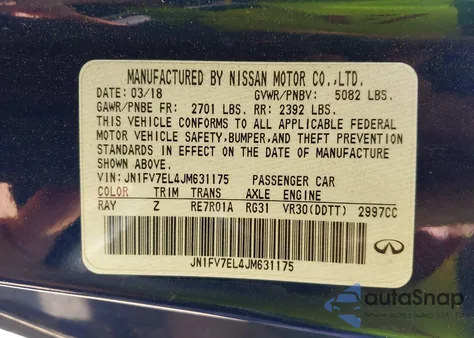 MANUFACTURED BY NISSAN MOTOR CO.,LTD.
DATE: 03/18 GVWR/PNBV: 5082 LBS.
GAWR/PNBE FR: 2701 LBS. RR: 2392 LBS.
THIS VEHICLE CONFORMS TO ALL APPLICABLE FEDERAL
MOTOR VEHICLE SAFETY,BUMPER,AND THEFT PREVENTION
STANDARDS IN EFFECT ON THE DATE OF MANUFACTURE
SHOWN ABOVE.
VIN: JN1FV7EL4JM631175 PASSENGER CAR
COLOR TRIM TRANS AXLE ENGINE
RAY Z RE7R01A RG31 VR30(DDTT) 2997CC
JN1FV7EL4JM631175
autoSnap